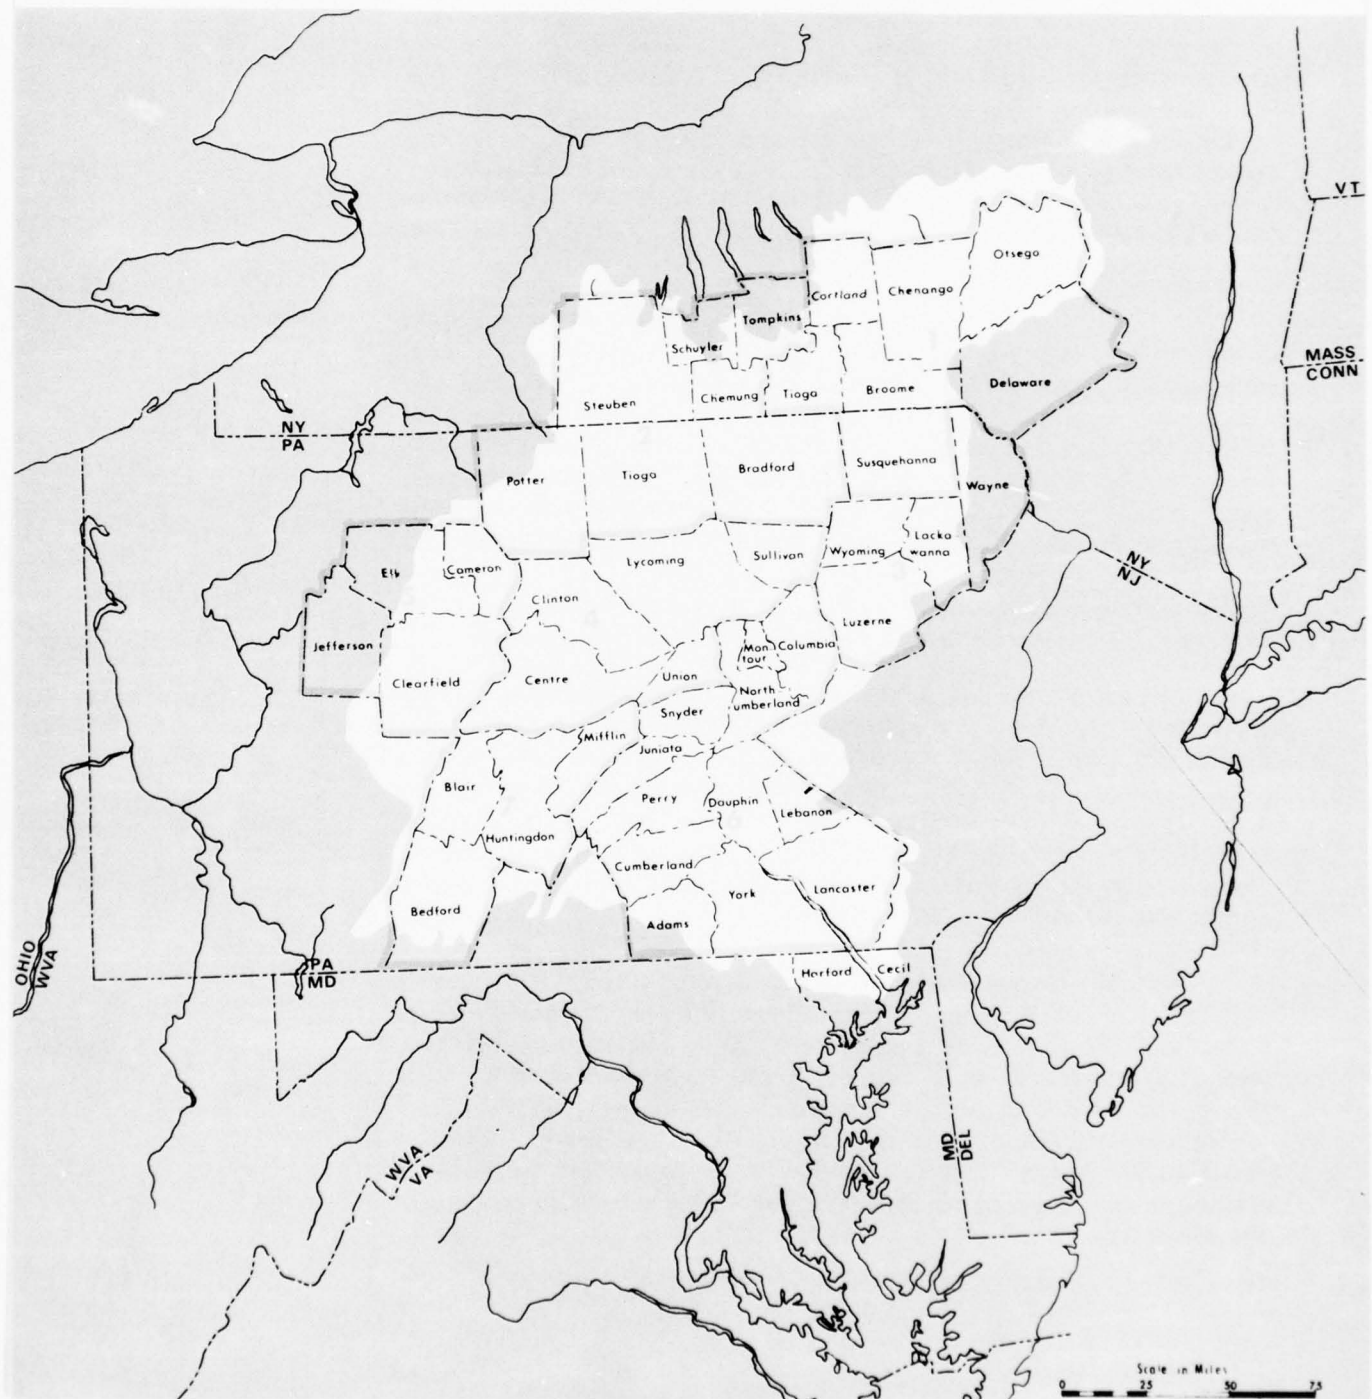 VT
Otsego
Cortland
Chenango
Tompkins
Schuyler
MASS
CONN
Steuben
Chemung
Tioga
Broome
Delaware
NY
PA
Potter
Tioga
Bradford
Susquehanna
Wayne
Elk
Cameron
Clinton
Lycoming
Sullivan
Wyoming
Lacka
wanna
NY
NJ
Jefferson
Clearfield
Centre
Union
Mon
tour
Columbia
Luzerne
Snyder
North
umberland
Mifflin
Juniata
Blair
Huntingdon
Perry
Dauphin
Lebanon
Cumberland
Bedford
Adams
York
Lancaster
OHIO
WVA
PA
MD
Harford
Cecil
MD
DEL
WVA
VA
Scale in Miles
0 25 50 75